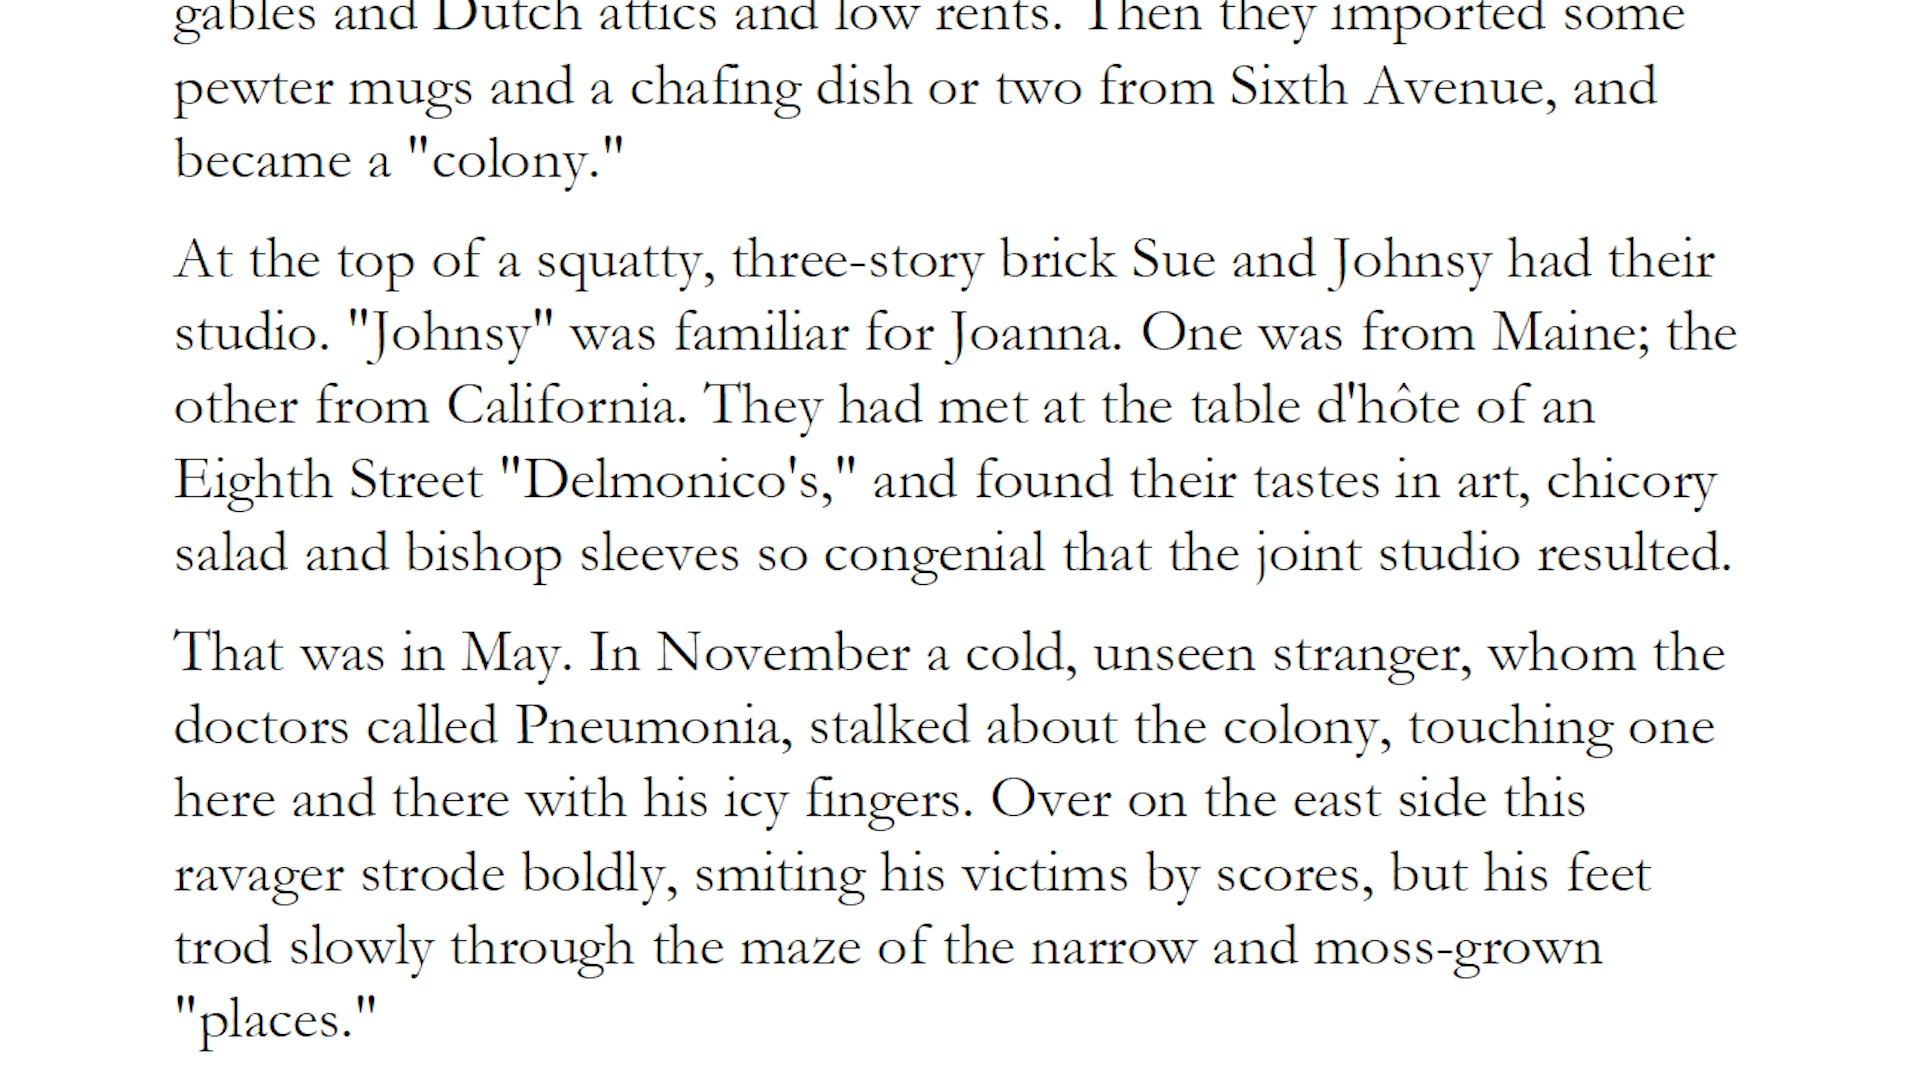 gables and Dutch attics and low rents. Then they imported some
pewter mugs and a chafing dish or two from Sixth Avenue, and
became a "colony."
At the top of a squatty, three-story brick Sue and Johnsy had their
studio. "Johnsy" was familiar for Joanna. One was from Maine; the
other from California. They had met at the table d'hôte of an
Eighth Street "Delmonico's," and found their tastes in art, chicory
salad and bishop sleeves so congenial that the joint studio resulted.
That was in May. In November a cold, unseen stranger, whom the
doctors called Pneumonia, stalked about the colony, touching one
here and there with his icy fingers. Over on the east side this
ravager strode boldly, smiting his victims by scores, but his feet
trod slowly through the maze of the narrow and moss-grown
"places."